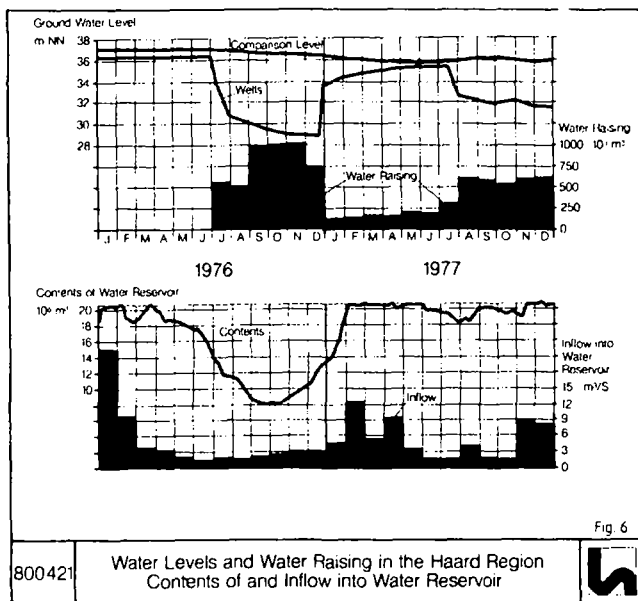 Ground Water Level
m NN
38
36
34
32
30
28
Comparison Level
Wells
Water Raising
Water Raising
1000 10³ m³
750
500
250
0
J F M A M J J A S O N D J F M A M J J A S O N D
1976 1977
Contents of Water Reservoir
10⁶ m³
20
18
16
14
12
10
Contents
Inflow
Inflow into
Water
Reservoir
15 m³/S
12
9
6
3
0
Fig. 6
800421
Water Levels and Water Raising in the Haard Region
Contents of and Inflow into Water Reservoir